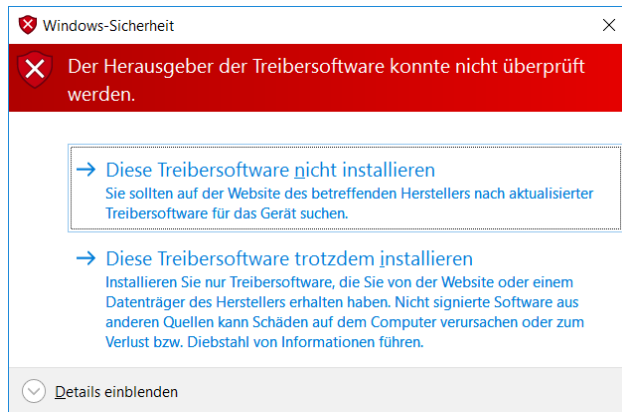 Windows-Sicherheit
Der Herausgeber der Treibersoftware konnte nicht überprüft
werden.
Diese Treibersoftware nicht installieren
Sie sollten auf der Website des betreffenden Herstellers nach aktualisierter
Treibersoftware für das Gerät suchen.
Diese Treibersoftware trotzdem installieren
Installieren Sie nur Treibersoftware, die Sie von der Website oder einem
Datenträger des Herstellers erhalten haben. Nicht signierte Software aus
anderen Quellen kann Schäden auf dem Computer verursachen oder zum
Verlust bzw. Diebstahl von Informationen führen.
Details einblenden